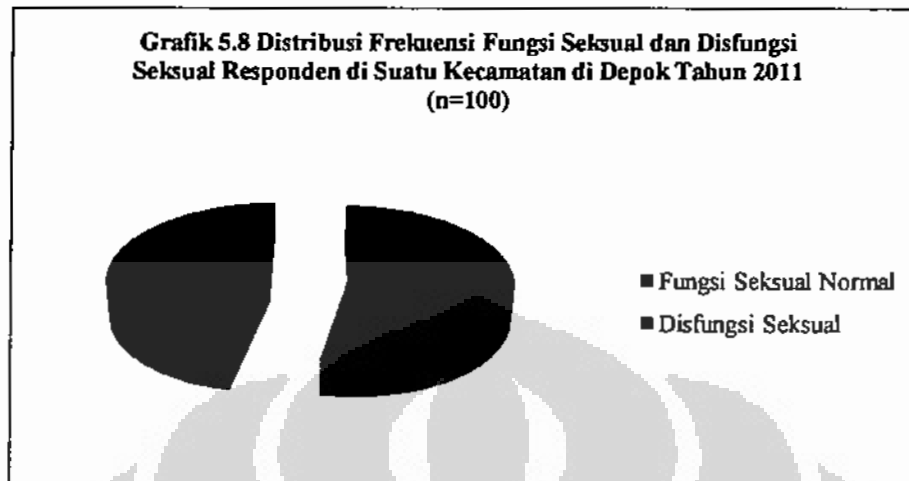 Grafik 5.8 Distribusi Frekuensi Fungsi Seksual dan Disfungsi
Seksual Responden di Suatu Kecamatan di Depok Tahun 2011
(n=100)
Fungsi Seksual Normal
Disfungsi Seksual